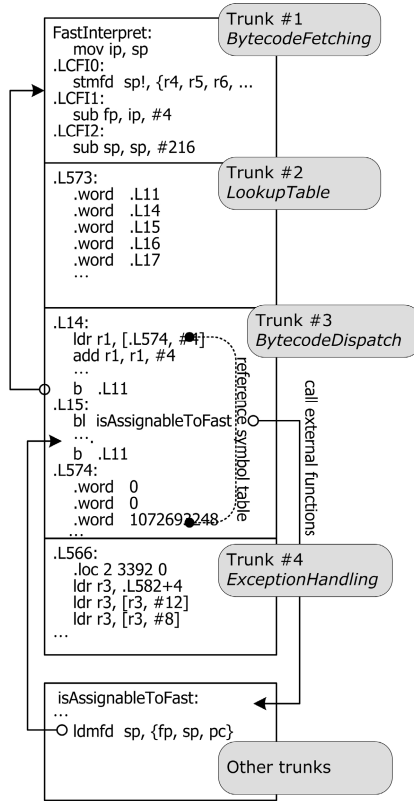 Trunk #1
BytecodeFetching
FastInterpret:
mov ip, sp
.LCFI0:
stmfd sp!, {r4, r5, r6, ...
.LCFI1:
sub fp, ip, #4
.LCFI2:
sub sp, sp, #216
Trunk #2
LookupTable
.L573:
.word .L11
.word .L14
.word .L15
.word .L16
.word .L17
...
Trunk #3
BytecodeDispatch
.L14:
ldr r1, [.L574, #4]
add r1, r1, #4
...
b .L11
.L15:
bl isAssignableToFast
....
b .L11
.L574:
.word 0
.word 0
.word 1072693248
...
reference symbol table
call external functions
Trunk #4
ExceptionHandling
.L566:
.loc 2 3392 0
ldr r3, .L582+4
ldr r3, [r3, #12]
ldr r3, [r3, #8]
...
isAssignableToFast:
...
ldmfd sp, {fp, sp, pc}
Other trunks